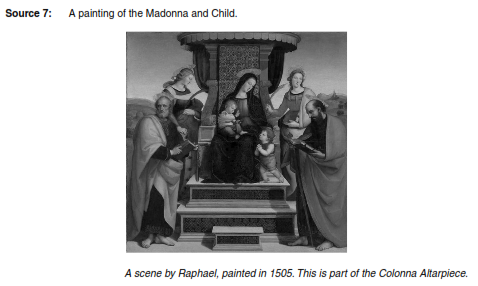 Source 7: A painting of the Madonna and Child.
A scene by Raphael, painted in 1505. This is part of the Colonna Altarpiece.